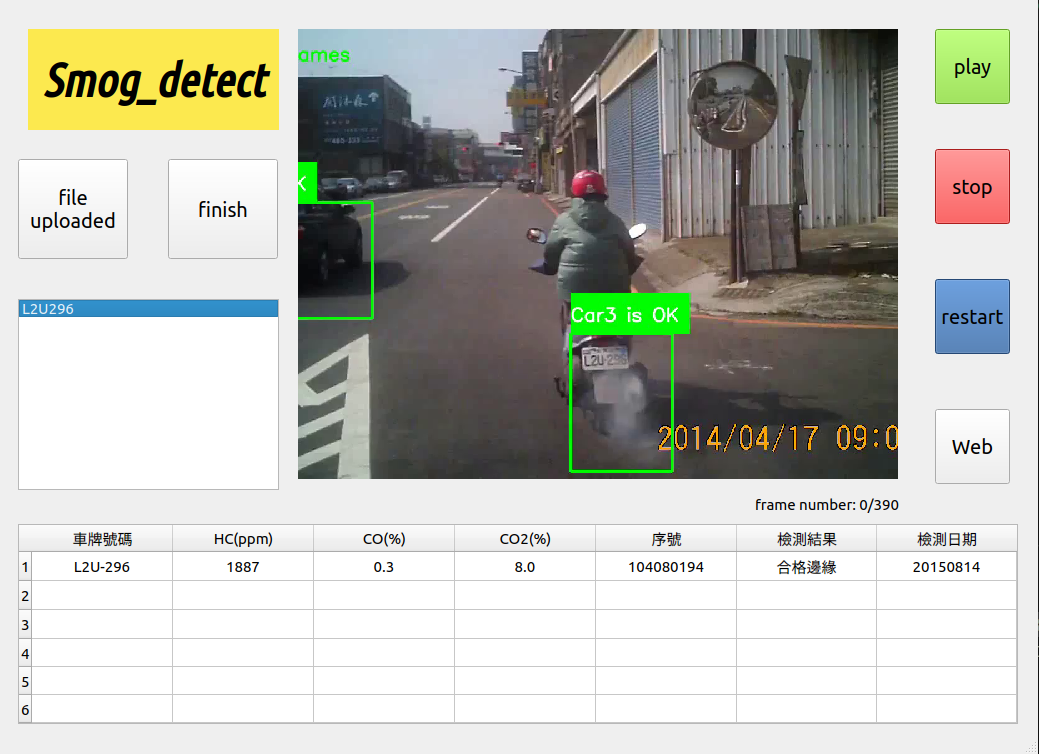 Smog_detect
file
uploaded
finish
L2U296
ames
K
Car3 is OK
L2U-296
2014/04/17 09:0
play
stop
restart
Web
frame number: 0/390
車牌號碼 HC(ppm) CO(%) CO2(%) 序號 檢測結果 檢測日期
1 L2U-296 1887 0.3 8.0 104080194 合格邊緣 20150814
2
3
4
5
6